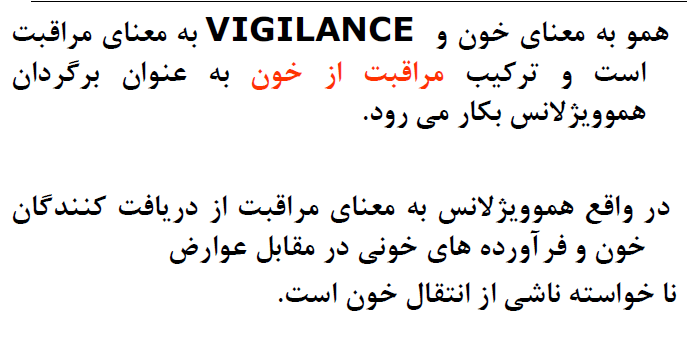 همو به معنای خون و VIGILANCE به معنای مراقبت
است و ترکیب مراقبت از خون به عنوان برگردان
هموویژلانس بکار می رود.
در واقع هموویژلانس به معنای مراقبت از دریافت کنندگان
خون و فرآورده های خونی در مقابل عوارض
نا خواسته ناشی از انتقال خون است.